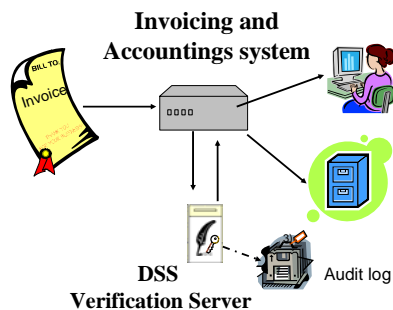 Invoicing and
Accountings system
BILL TO:
Invoice
DSS
Verification Server
Audit log